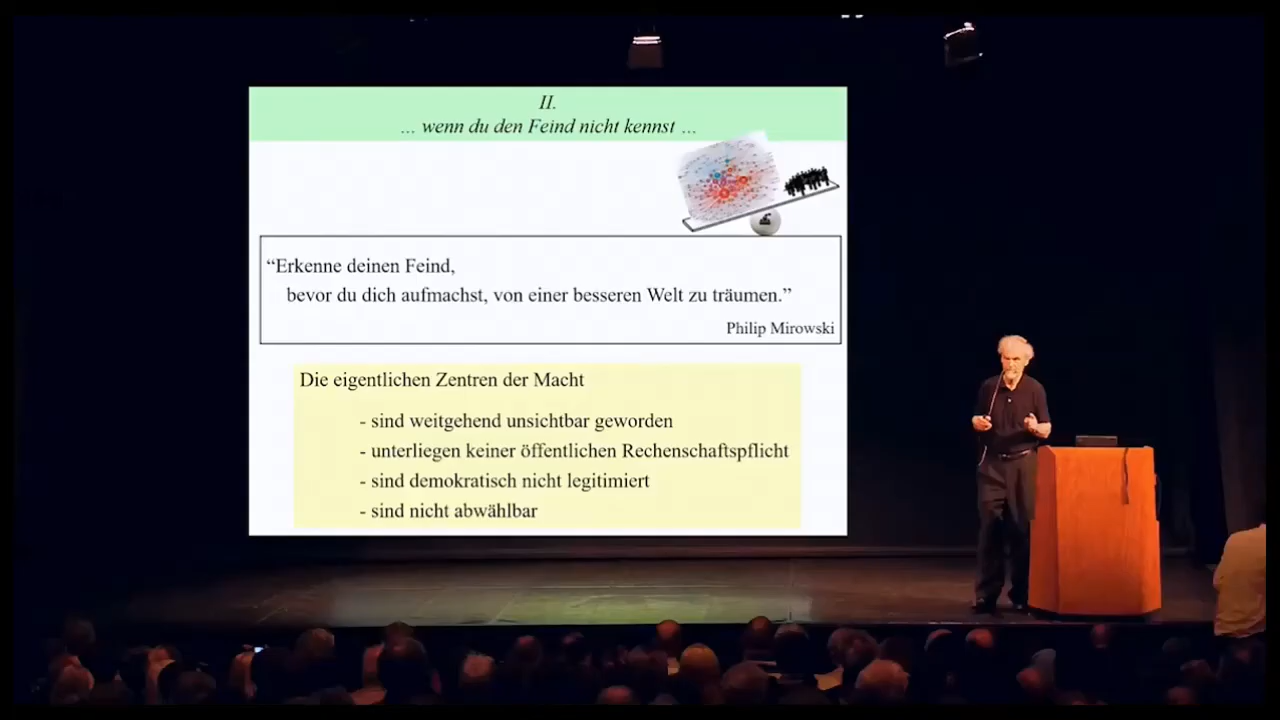 II.
... wenn du den Feind nicht kennst ...
“Erkenne deinen Feind,
bevor du dich aufmachst, von einer besseren Welt zu träumen.”
Philip Mirowski
Die eigentlichen Zentren der Macht
- sind weitgehend unsichtbar geworden
- unterliegen keiner öffentlichen Rechenschaftspflicht
- sind demokratisch nicht legitimiert
- sind nicht abwählbar